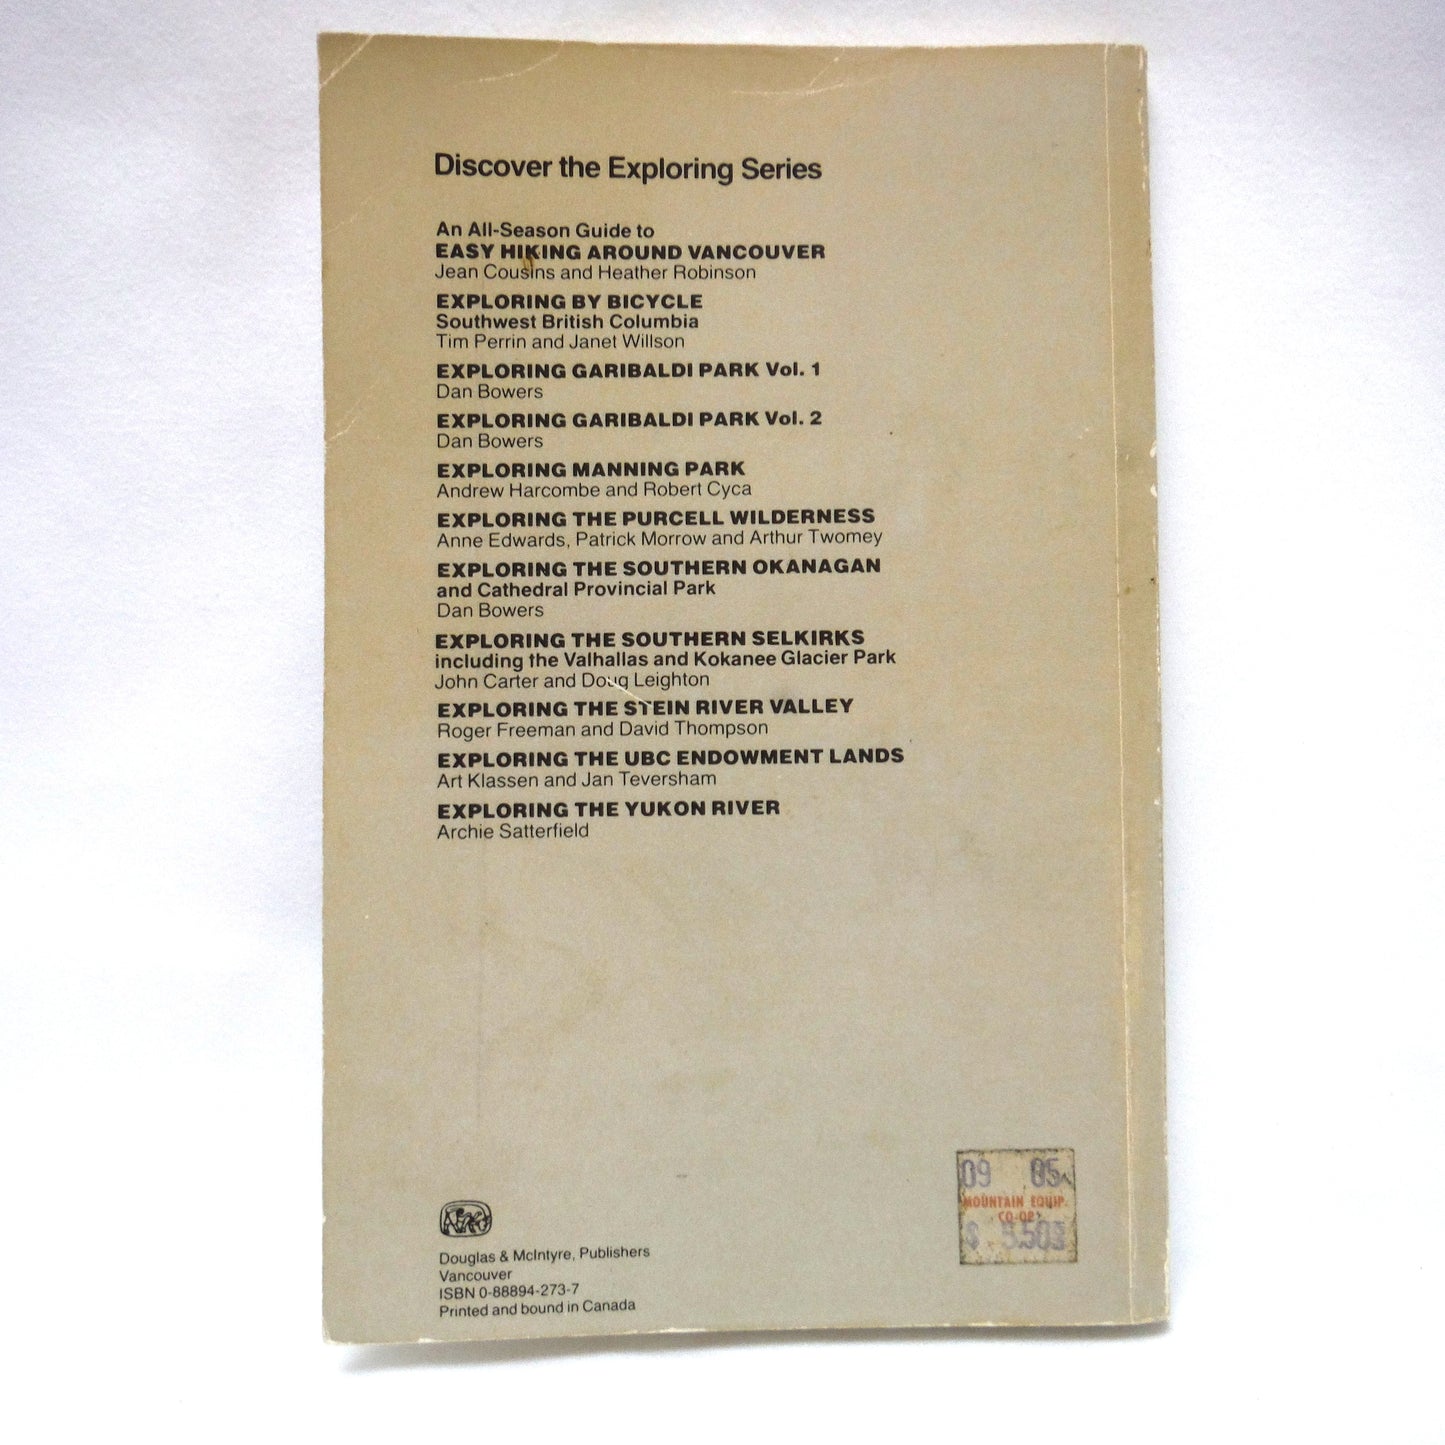 Discover the Exploring Series
An All-Season Guide to
EASY HIKING AROUND VANCOUVER
Jean Cousins and Heather Robinson
EXPLORING BY BICYCLE
Southwest British Columbia
Tim Perrin and Janet Willson
EXPLORING GARIBALDI PARK Vol. 1
Dan Bowers
EXPLORING GARIBALDI PARK Vol. 2
Dan Bowers
EXPLORING MANNING PARK
Andrew Harcombe and Robert Cyca
EXPLORING THE PURCELL WILDERNESS
Anne Edwards, Patrick Morrow and Arthur Twomey
EXPLORING THE SOUTHERN OKANAGAN
and Cathedral Provincial Park
Dan Bowers
EXPLORING THE SOUTHERN SELKIRKS
including the Valhallas and Kokanee Glacier Park
John Carter and Doug Leighton
EXPLORING THE STEIN RIVER VALLEY
Roger Freeman and David Thompson
EXPLORING THE UBC ENDOWMENT LANDS
Art Klassen and Jan Teversham
EXPLORING THE YUKON RIVER
Archie Satterfield
Douglas & McIntyre, Publishers
Vancouver
ISBN 0-88894-273-7
Printed and bound in Canada
09 05
MOUNTAIN EQUIP.
CO-OP
$